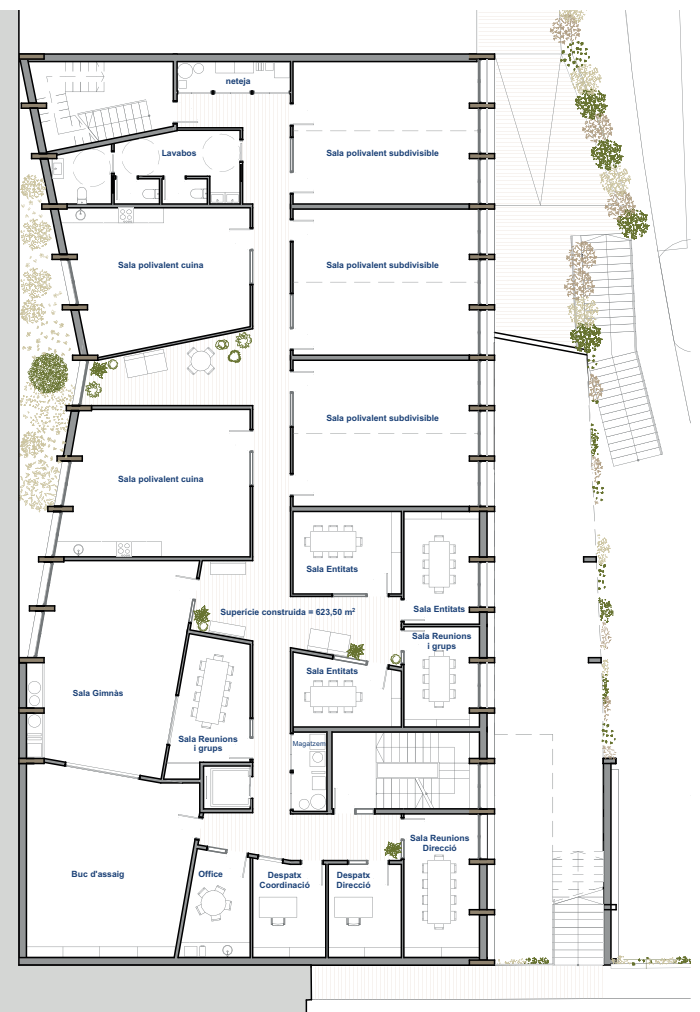 neteja
Lavabos
Sala polivalent subdivisible
Sala polivalent cuina
Sala polivalent subdivisible
Sala polivalent subdivisible
Sala polivalent cuina
Sala Entitats
Sala Entitats
Supericie construida = 623,50 m²
Sala Reunions
i grups
Sala Entitats
Sala Gimnàs
Sala Reunions
i grups
Magatzem
Sala Reunions
Direcció
Buc d'assaig
Office
Despatx
Coordinació
Despatx
Direcció